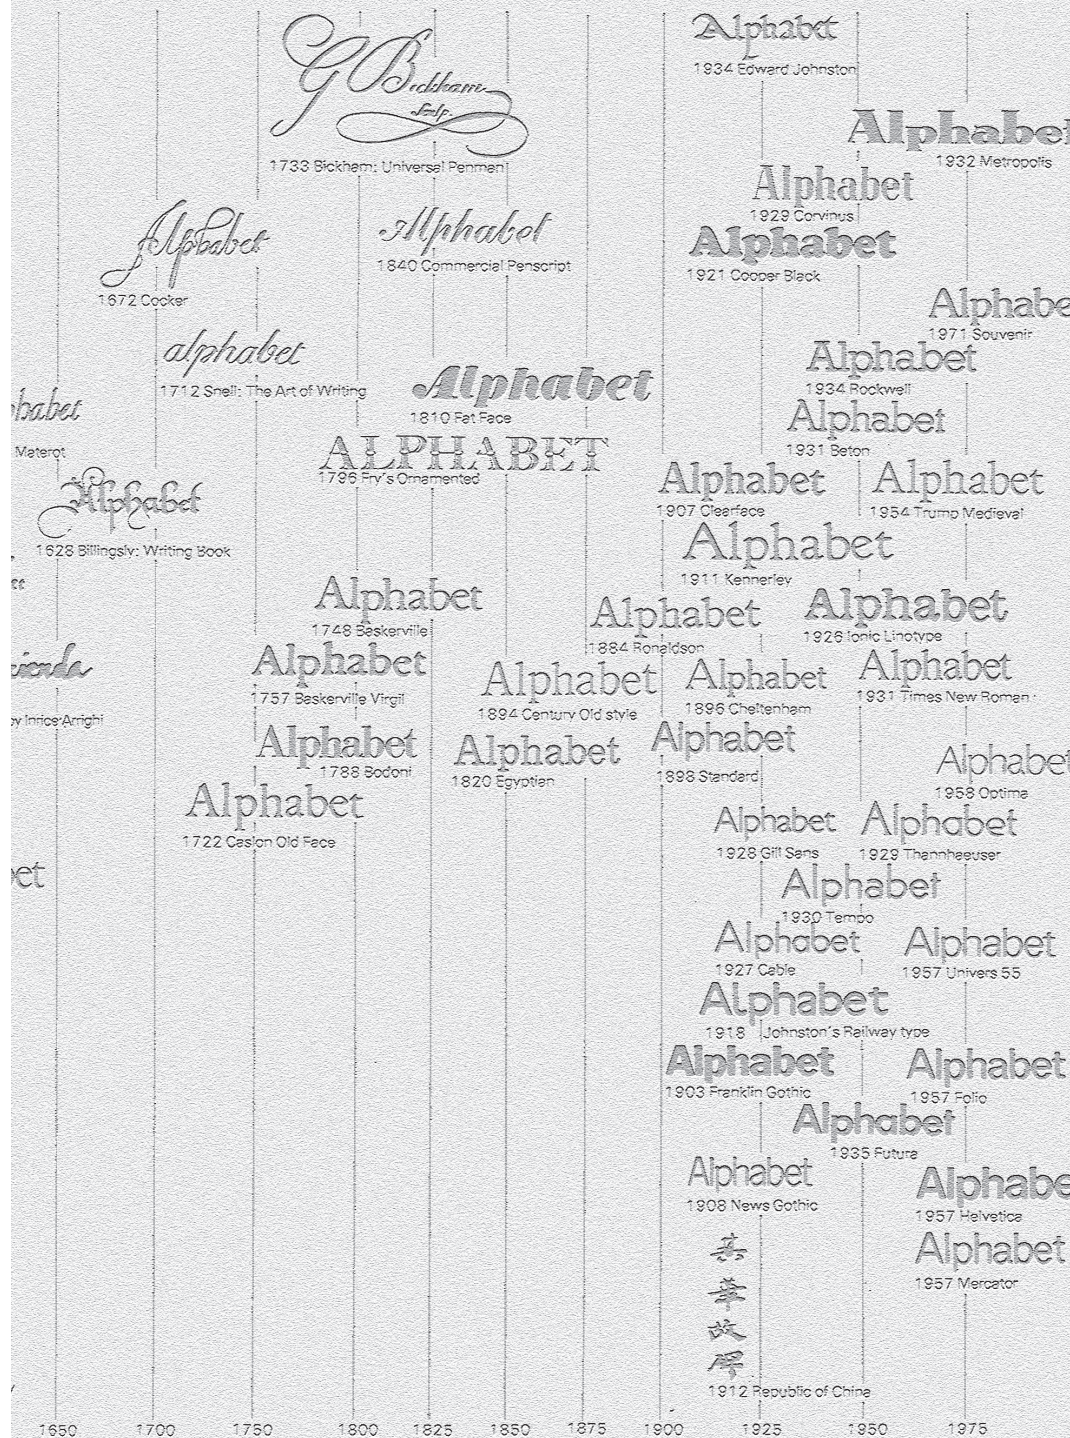 Alphabet
1934 Edward Johnston
G Bickham
Sculp.
1733 Bickham: Universal Penman
Alphabet
1932 Metropolis
Alphabet
1929 Corvinus
Alphabet
1672 Cocker
Alphabet
1840 Commercial Penscript
Alphabet
1921 Cooper Black
Alphabe
1971 Souvenir
alphabet
1712 Snell: The Art of Writing
Alphabet
1934 Rockwell
Alphabet
1810 Fat Face
habet
Materot
Alphabet
1931 Beton
ALPHABET
1796 Fry's Ornamented
Alphabet
1907 Clearface
Alphabet
1954 Trump Medieval
Alphabet
1628 Billingsly: Writing Book
Alphabet
1911 Kennerley
Alphabet
1748 Baskerville
Alphabet
1884 Ronaldson
Alphabet
1926 Ionic Linotype
Alphabet
1757 Baskerville Virgil
Alphabet
1894 Century Old style
Alphabet
1896 Cheltenham
Alphabet
1931 Times New Roman
Arrighi
Alphabet
1788 Bodoni
Alphabet
1820 Egyptian
Alphabet
1898 Standard
Alphabet
1958 Optima
Alphabet
1722 Caslon Old Face
Alphabet
1928 Gill Sans
Alphabet
1929 Thannhaeuser
et
Alphabet
1930 Tempo
Alphabet
1927 Cable
Alphabet
1957 Univers 55
Alphabet
1918 Johnston's Railway type
Alphabet
1903 Franklin Gothic
Alphabet
1957 Folio
Alphabet
1935 Futura
Alphabet
1908 News Gothic
Alphabe
1957 Helvetica
Alphabet
1957 Mercator
華
故
1912 Republic of China
1650 1700 1750 1800 1825 1850 1875 1900 1925 1950 1975